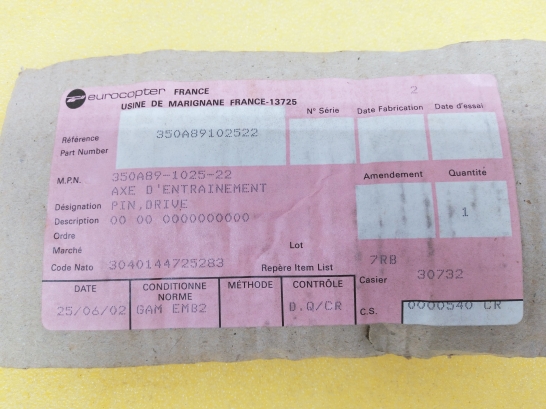 eurocopter FRANCE
2
USINE DE MARIGNANE FRANCE-13725
N° Série Date Fabrication Date d'essai
Référence
Part Number
350A89102522
M.P.N. 350A89-1025-22
AXE D'ENTRAINEMENT
Amendement Quantité
Désignation PIN,DRIVE
Description 00 00 0000000000
1
Ordre
Marché
Lot
Code Nato 3040144725283 Repère Item List
7RB
Casier 30732
DATE CONDITIONNE NORME MÉTHODE CONTRÔLE
25/06/02 GAM EMB2 D.Q/CR
C.S. 0000540 CR